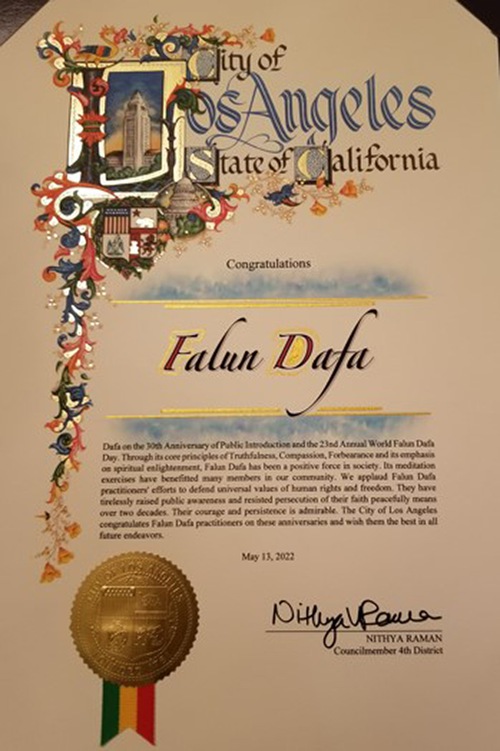 City of
Los Angeles
State of California
Congratulations
Falun Dafa
Dafa on the 30th Anniversary of Public Introduction and the 23nd Annual World Falun Dafa
Day. Through its core principles of Truthfulness, Compassion, Forbearance and its emphasis
on spiritual enlightenment, Falun Dafa has been a positive force in society. Its meditation
exercises have benefitted many members in our community. We applaud Falun Dafa
practitioners' efforts to defend universal values of human rights and freedom. They have
tirelessly raised public awareness and resisted persecution of their faith peacefully means
over two decades. Their courage and persistence is admirable. The City of Los Angeles
congratulates Falun Dafa practitioners on these anniversaries and wish them the best in all
future endeavors.
May 13, 2022
Nithya V Raman
NITHYA RAMAN
Councilmember 4th District